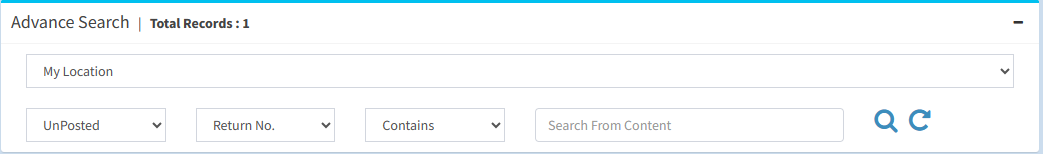 Advance Search | Total Records : 1
My Location
UnPosted Return No. Contains Search From Content